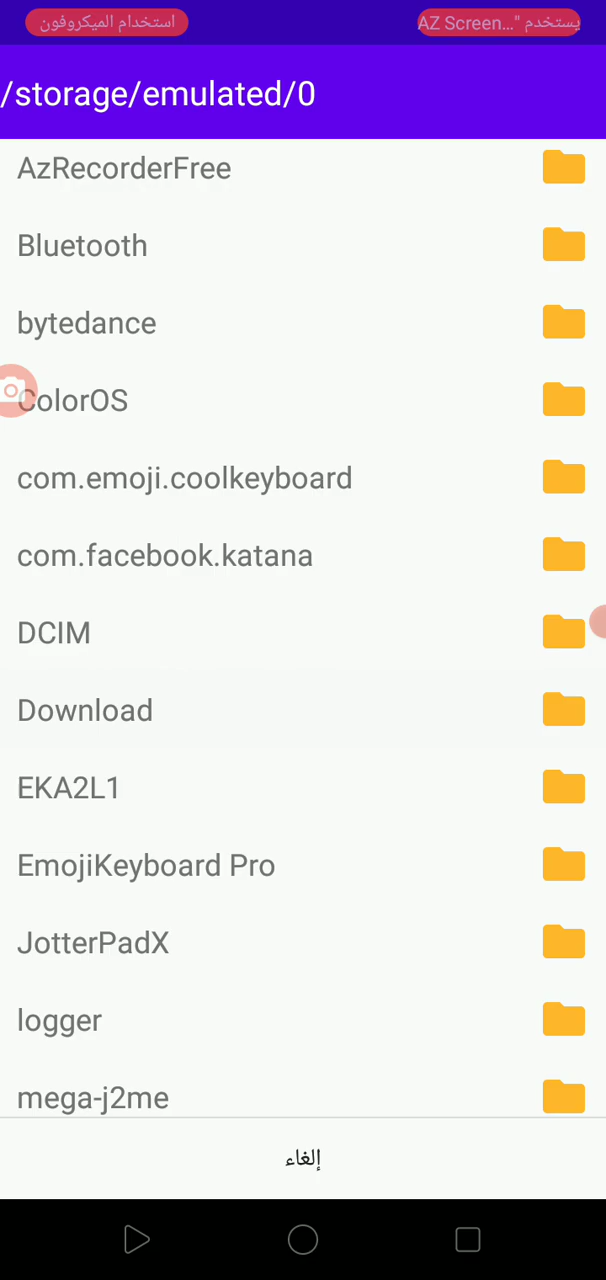 يستخدم "...AZ Screen
استخدام الميكروفون
/storage/emulated/0
AzRecorderFree
Bluetooth
bytedance
ColorOS
com.emoji.coolkeyboard
com.facebook.katana
DCIM
Download
EKA2L1
EmojiKeyboard Pro
JotterPadX
logger
mega-j2me
إلغاء